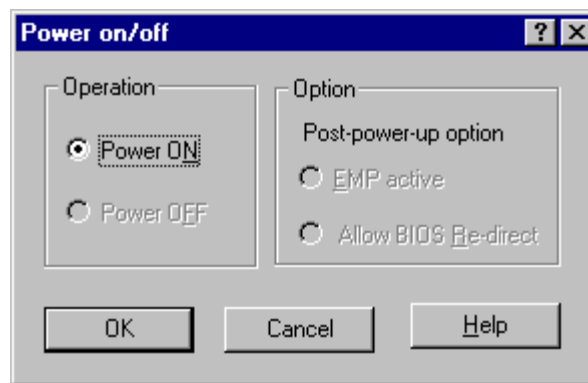 Power on/off
Operation
Power ON
Power OFF
Option
Post-power-up option
EMP active
Allow BIOS Re-direct
OK
Cancel
Help